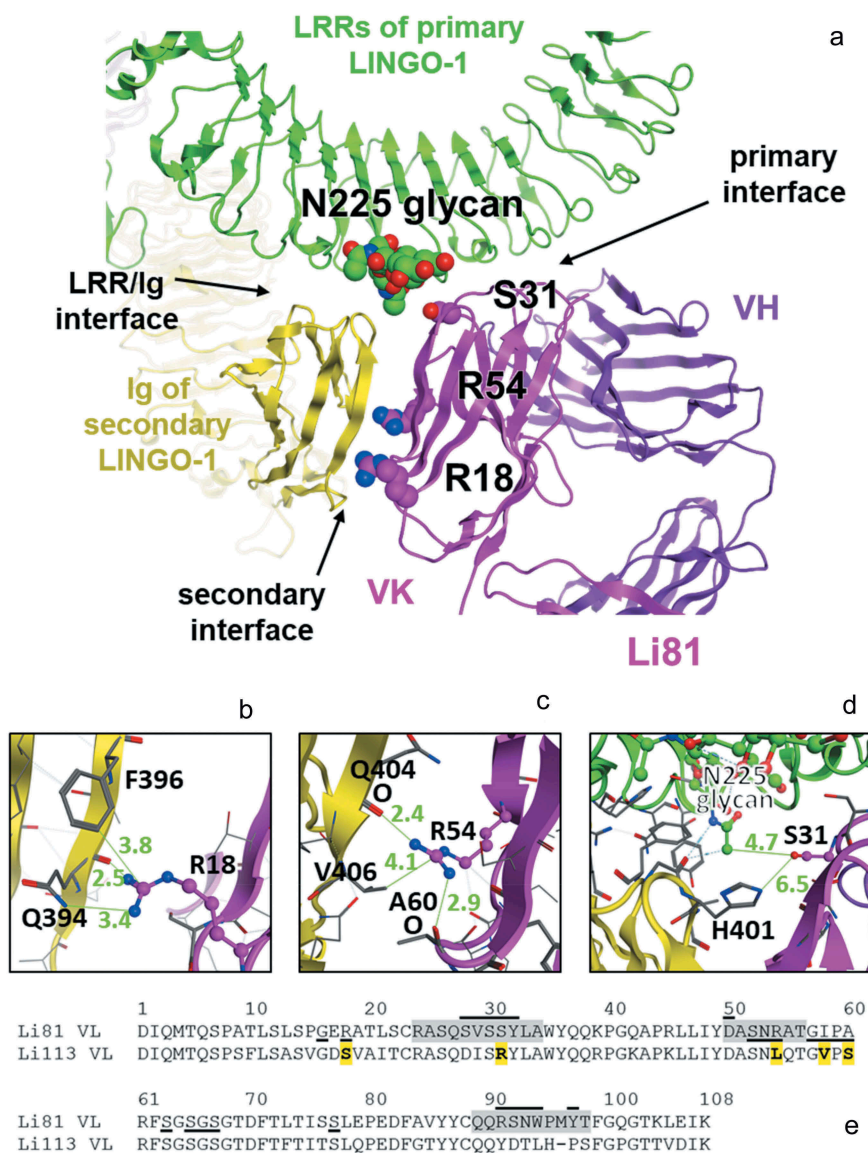 a
LRRs of primary
LINGO-1
N225 glycan
primary
interface
LRR/Ig
interface
S31
VH
Ig of
secondary
LINGO-1
R54
R18
secondary
interface
VK
Li81
b
c
d
F396
3.8
R18
2.5
Q394
3.4
Q404
O
2.4
R54
V406
4.1
A60
O
2.9
N225
glycan
4.7
S31
6.5
H401
1 10 20 30 40 50 60
Li81 VL DIQMTQSPATLSLSPGERATLSCRASQSVSSYLAWYQQKPGQAPRLLIYDASNRATGIPA
Li113 VL DIQMTQSPSFLSASVGDSVAITCRASQDISRYLAWYQQKPGKAPKLLIYDASNLQTGVPS
61 70 80 90 100 108
Li81 VL RFSGSGSGTDFTLTISSLEPEDFAVYYCQQRSNWPMYTFGQGTKLEIK
Li113 VL RFSGSGSGTDFTFTITSLQPEDFGTYYCQQYDTLH-PSFGPGTTVDIK
e